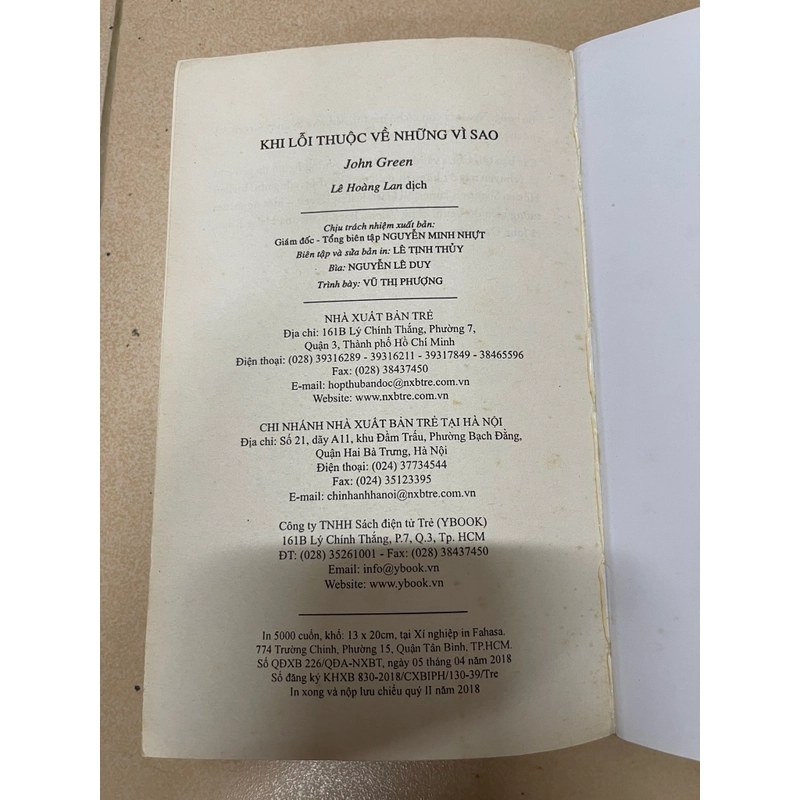 KHI LỖI THUỘC VỀ NHỮNG VÌ SAO
John Green
Lê Hoàng Lan dịch
Chịu trách nhiệm xuất bản:
Giám đốc - Tổng biên tập NGUYỄN MINH NHỰT
Biên tập và sửa bản in: LÊ TỊNH THỦY
Bìa: NGUYỄN LÊ DUY
Trình bày: VŨ THỊ PHƯỢNG
NHÀ XUẤT BẢN TRẺ
Địa chỉ: 161B Lý Chính Thắng, Phường 7,
Quận 3, Thành phố Hồ Chí Minh
Điện thoại: (028) 39316289 - 39316211 - 39317849 - 38465596
Fax: (028) 38437450
E-mail: hopthubandoc@nxbtre.com.vn
Website: www.nxbtre.com.vn
CHI NHÁNH NHÀ XUẤT BẢN TRẺ TẠI HÀ NỘI
Địa chỉ: Số 21, dãy A11, khu Đầm Trấu, Phường Bạch Đằng,
Quận Hai Bà Trưng, Hà Nội
Điện thoại: (024) 37734544
Fax: (024) 35123395
E-mail: chinhanhhanoi@nxbtre.com.vn
Công ty TNHH Sách điện tử Trẻ (YBOOK)
161B Lý Chính Thắng, P.7, Q.3, Tp. HCM
ĐT: (028) 35261001 - Fax: (028) 38437450
Email: info@ybook.vn
Website: www.ybook.vn
In 5000 cuốn, khổ: 13 x 20cm, tại Xí nghiệp in Fahasa.
774 Trường Chinh, Phường 15, Quận Tân Bình, TP.HCM.
Số QĐXB 226/QĐA-NXBT, ngày 05 tháng 04 năm 2018
Số đăng ký KHXB 830-2018/CXBIPH/130-39/Tre
In xong và nộp lưu chiểu quý II năm 2018